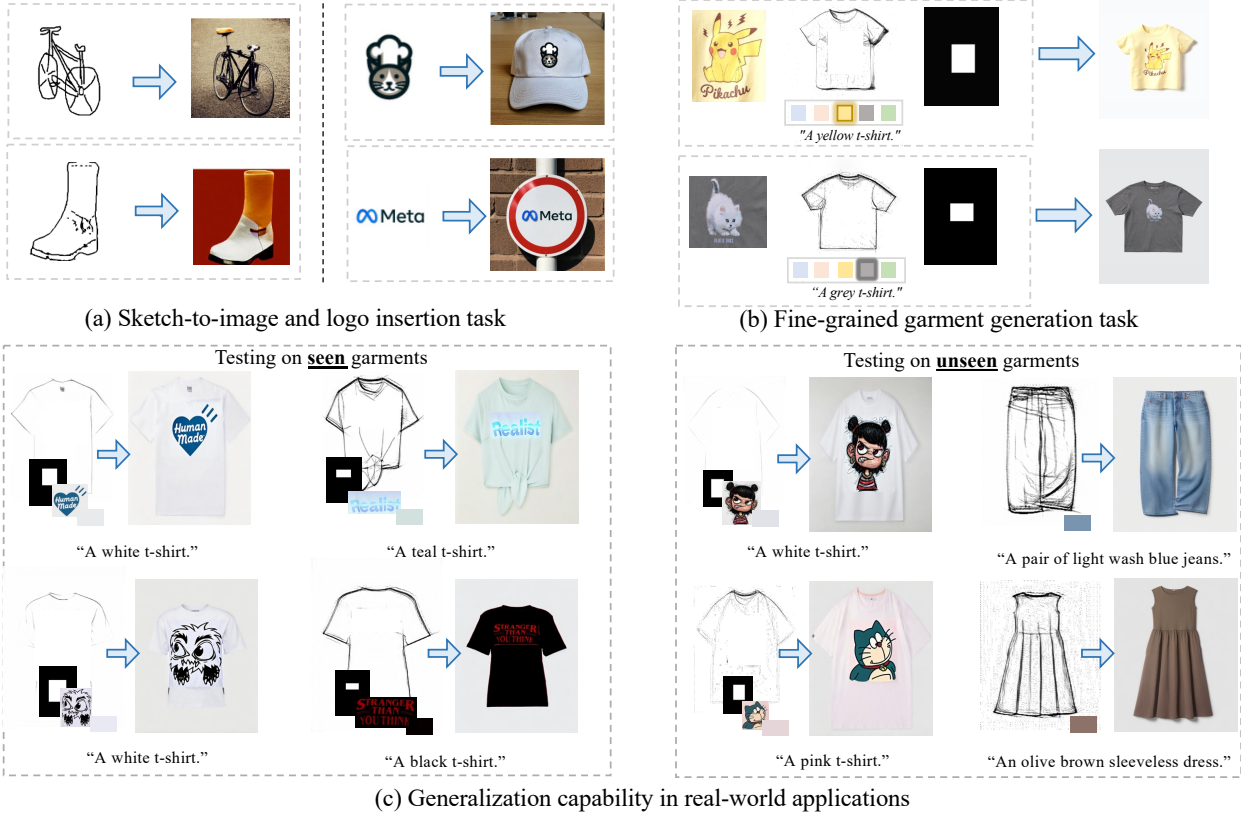 Meta
Meta
(a) Sketch-to-image and logo insertion task
Pikachu
Pikachu
"A yellow t-shirt."
“A grey t-shirt."
(b) Fine-grained garment generation task
Testing on seen garments
Human
Made
Human
Made
“A white t-shirt.”
Realist
Realist
“A teal t-shirt.”
“A white t-shirt.”
STRANGER
THAN
YOU THINK
STRANGER
THAN
YOU THINK
“A black t-shirt.”
Testing on unseen garments
“A white t-shirt.”
“A pair of light wash blue jeans.”
“A pink t-shirt.”
“An olive brown sleeveless dress.”
(c) Generalization capability in real-world applications